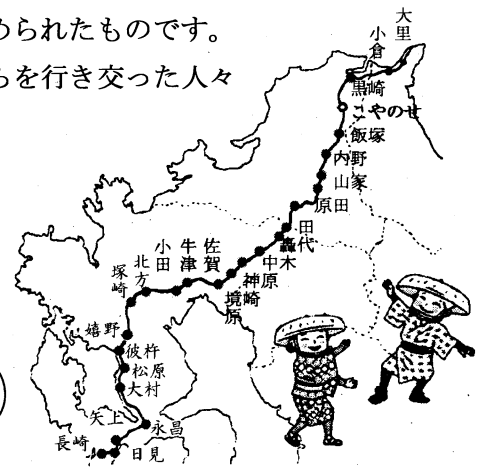 められたものです。
らを行き交った人々
大里
小倉
黒崎
こやのせ
飯塚
内野
山家
原田
田代
轟木
中原
神崎
境原
佐賀
牛津
小田
北方
塚崎
嬉野
彼杵
松原
大村
永昌
矢上
日見
長崎